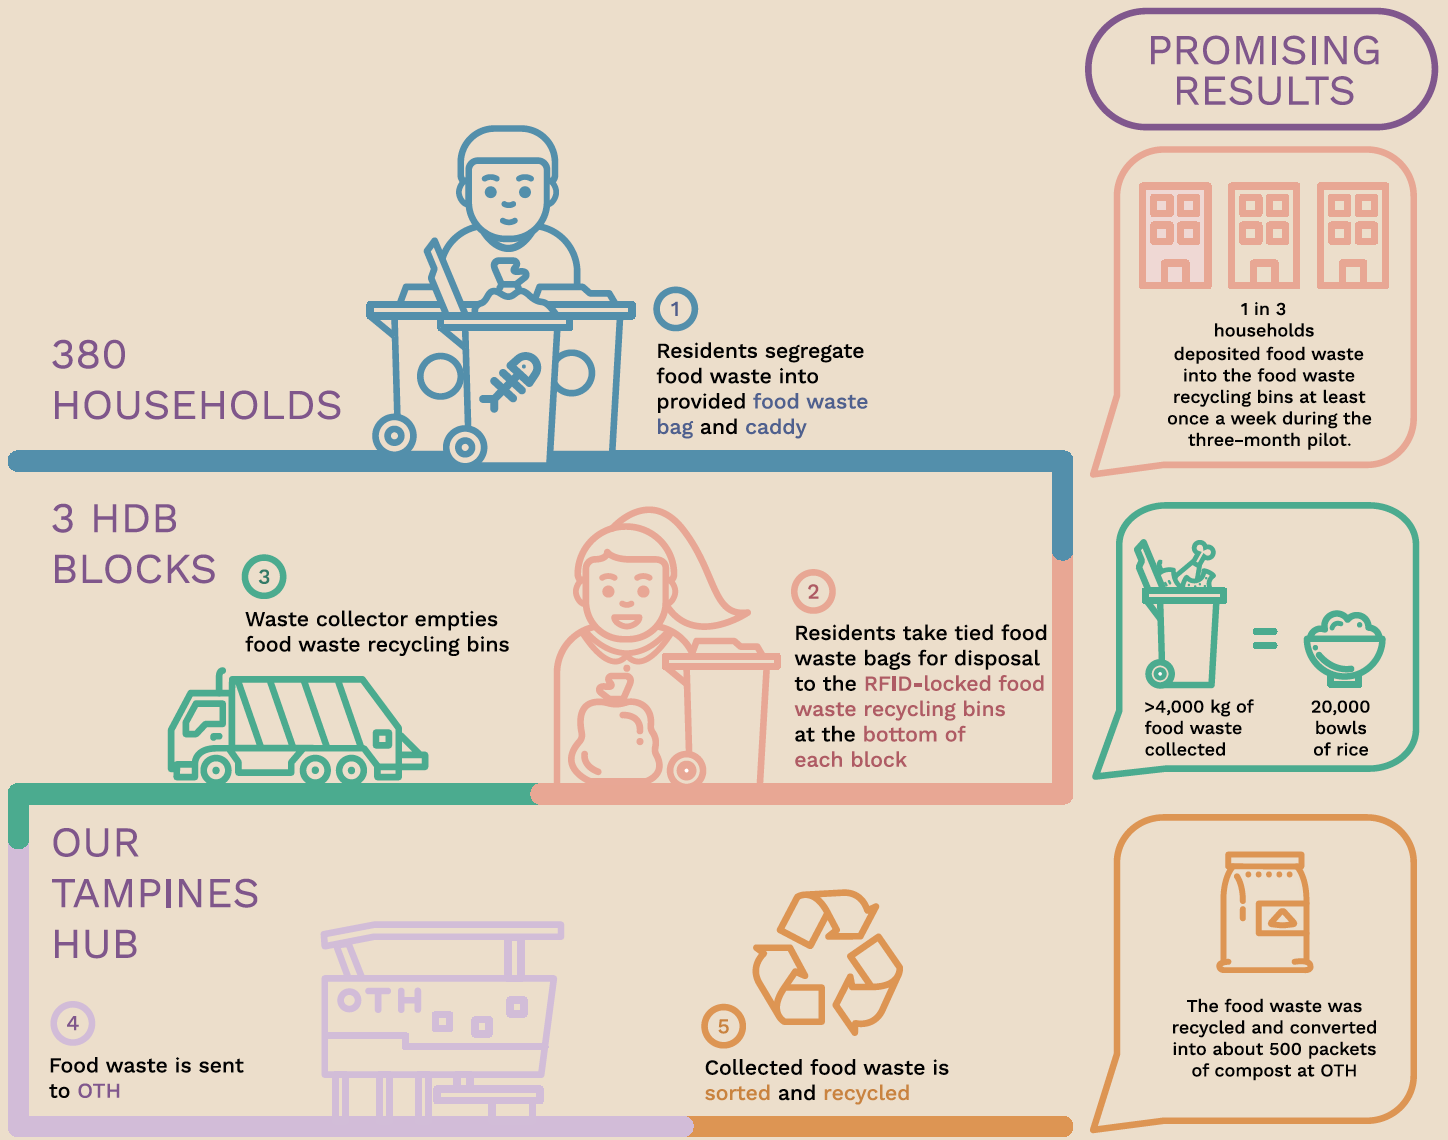 PROMISING
RESULTS
380
HOUSEHOLDS
1
Residents segregate
food waste into
provided food waste
bag and caddy
1 in 3
households
deposited food waste
into the food waste
recycling bins at least
once a week during the
three-month pilot.
3 HDB
BLOCKS
2
Residents take tied food
waste bags for disposal
to the RFID-locked food
waste recycling bins
at the bottom of
each block
3
Waste collector empties
food waste recycling bins
>4,000 kg of
food waste
collected
=
20,000
bowls
of rice
OUR
TAMPINES
HUB
OTH
4
Food waste is sent
to OTH
5
Collected food waste is
sorted and recycled
The food waste was
recycled and converted
into about 500 packets
of compost at OTH